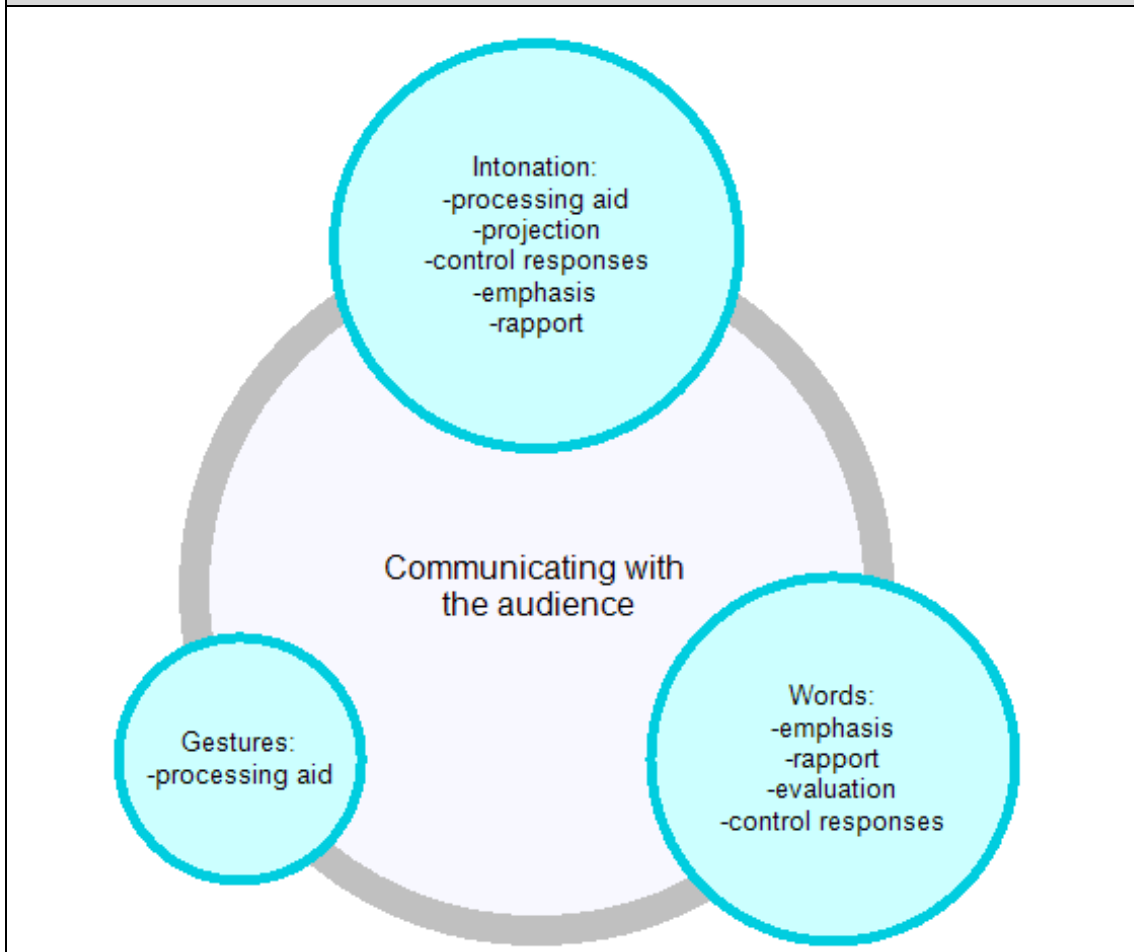 Intonation:
-processing aid
-projection
-control responses
-emphasis
-rapport
Communicating with
the audience
Gestures:
-processing aid
Words:
-emphasis
-rapport
-evaluation
-control responses